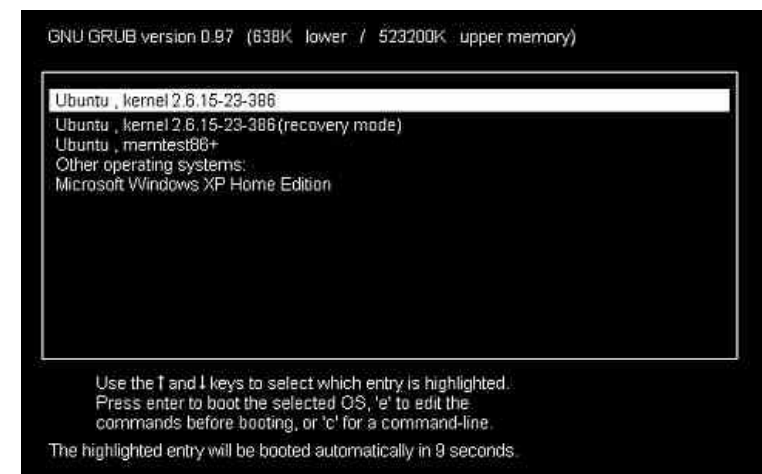 GNU GRUB version 0.97 (638K lower / 523200K upper memory)
Ubuntu , kernel 2.6.15-23-386
Ubuntu , kernel 2.6.15-23-386 (recovery mode)
Ubuntu , memtest86+
Other operating systems:
Microsoft Windows XP Home Edition
Use the ↑ and ↓ keys to select which entry is highlighted.
Press enter to boot the selected OS, 'e' to edit the
commands before booting, or 'c' for a command-line.
The highlighted entry will be booted automatically in 9 seconds.